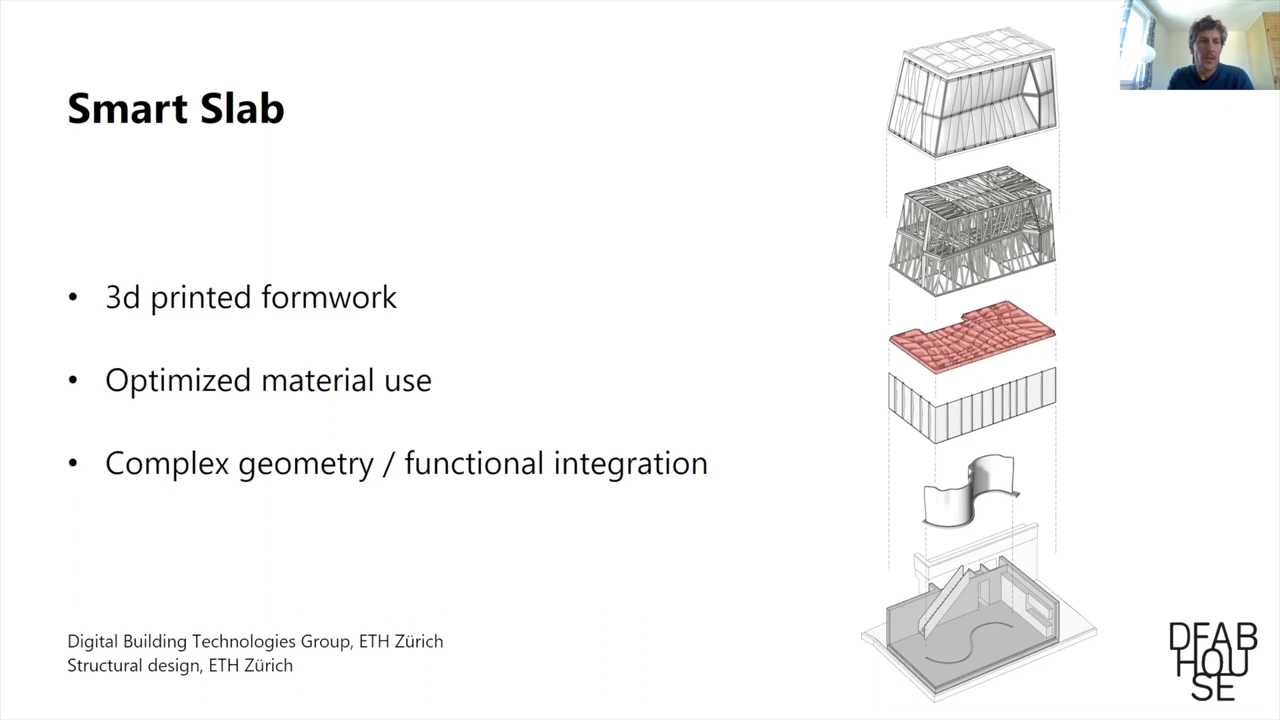 Smart Slab
• 3d printed formwork
• Optimized material use
• Complex geometry / functional integration
Digital Building Technologies Group, ETH Zürich
Structural design, ETH Zürich
DFAB
HOU
SE